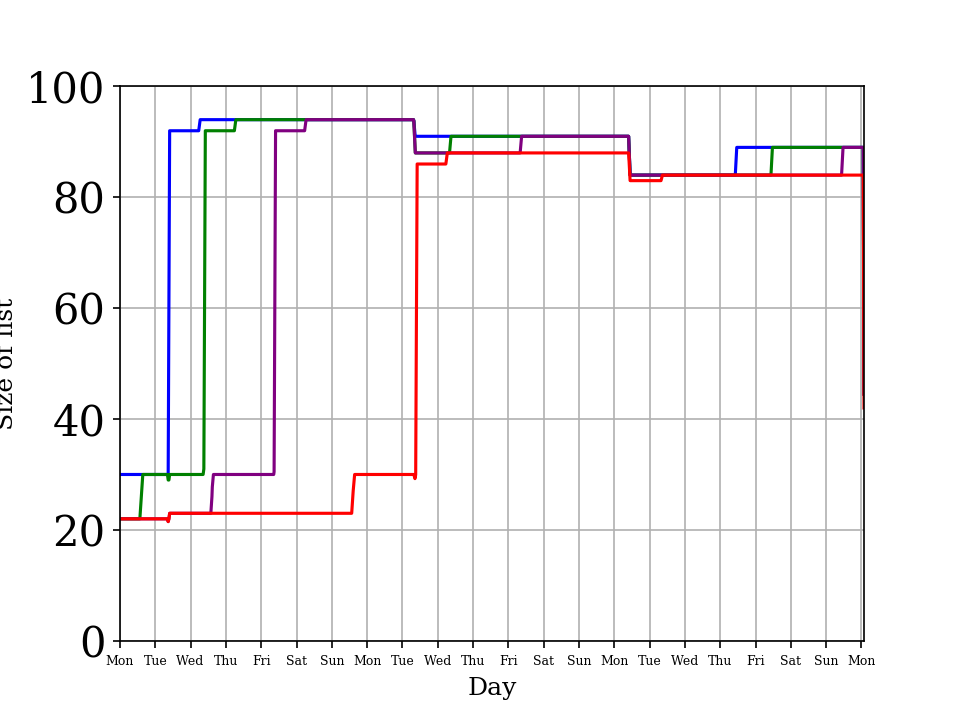 100
80
60
40
20
0
Size of list
Mon Tue Wed Thu Fri Sat Sun Mon Tue Wed Thu Fri Sat Sun Mon Tue Wed Thu Fri Sat Sun Mon
Day